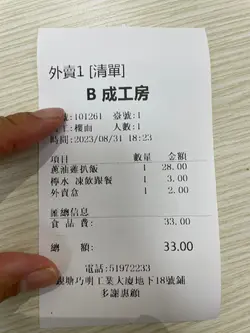 外賣1 [清單]
B 成工房
號:101261 臺號:1
工:樓面 人數:1
時間:2023/08/31 18:23
項目 數量 金額
蔥油雞扒飯 1 28.00
檸水 凍飲跟餐 1 3.00
外賣盒 1 2.00
匯總信息
食 品 費: 33.00
總 額: 33.00
電話:51972233
觀塘巧明工業大廈地下18號鋪
多謝惠顧